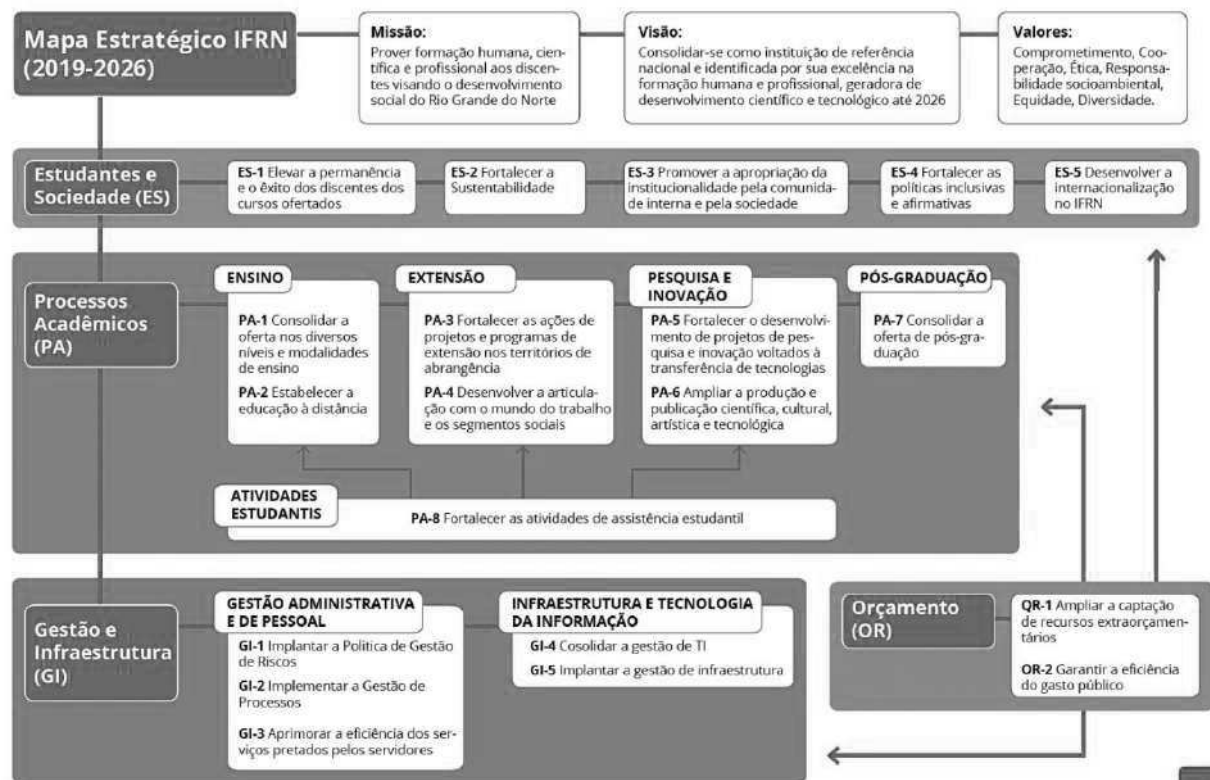 Mapa Estratégico IFRN
(2019-2026)
Missão:
Prover formação humana, cien-
tífica e profissional aos discen-
tes visando o desenvolvimento
social do Rio Grande do Norte
Visão:
Consolidar-se como instituição de referência
nacional e identificada por sua excelência na
formação humana e profissional, geradora de
desenvolvimento científico e tecnológico até 2026
Valores:
Comprometimento, Coo-
peração, Ética, Responsa-
bilidade socioambiental,
Equidade, Diversidade.
Estudantes e
Sociedade (ES)
ES-1 Elevar a permanência
e o êxito dos discentes dos
cursos ofertados
ES-2 Fortalecer a
Sustentabilidade
ES-3 Promover a apropriação da
institucionalidade pela comunida-
de interna e pela sociedade
ES-4 Fortalecer as
políticas inclusivas
e afirmativas
ES-5 Desenvolver a
internacionalização
no IFRN
Processos
Acadêmicos
(PA)
ENSINO
PA-1 Consolidar a
oferta nos diversos
níveis e modalidades
de ensino
PA-2 Estabelecer a
educação à distância
EXTENSÃO
PA-3 Fortalecer as ações de
projetos e programas de
extensão nos territórios de
abrangência
PA-4 Desenvolver a articula-
ção com o mundo do trabalho
e os segmentos sociais
PESQUISA E
INOVAÇÃO
PA-5 Fortalecer o desenvolvi-
mento de projetos de pes-
quisa e inovação voltados à
transferência de tecnologias
PA-6 Ampliar a produção e
publicação científica, cultural,
artística e tecnológica
PÓS-GRADUAÇÃO
PA-7 Consolidar a
oferta de pós-gra-
duação
ATIVIDADES
ESTUDANTIS
PA-8 Fortalecer as atividades de assistência estudantil
Gestão e
Infraestrutura
(GI)
GESTÃO ADMINISTRATIVA
E DE PESSOAL
GI-1 Implantar a Política de Gestão
de Riscos
GI-2 Implementar a Gestão de
Processos
GI-3 Aprimorar a eficiência dos ser-
viços pretados pelos servidores
INFRAESTRUTURA E TECNOLOGIA
DA INFORMAÇÃO
GI-4 Cosolidar a gestão de TI
GI-5 Implantar a gestão de infraestrutura
Orçamento
(OR)
QR-1 Ampliar a captação
de recursos extraorçamen-
tários
OR-2 Garantir a eficiência
do gasto público